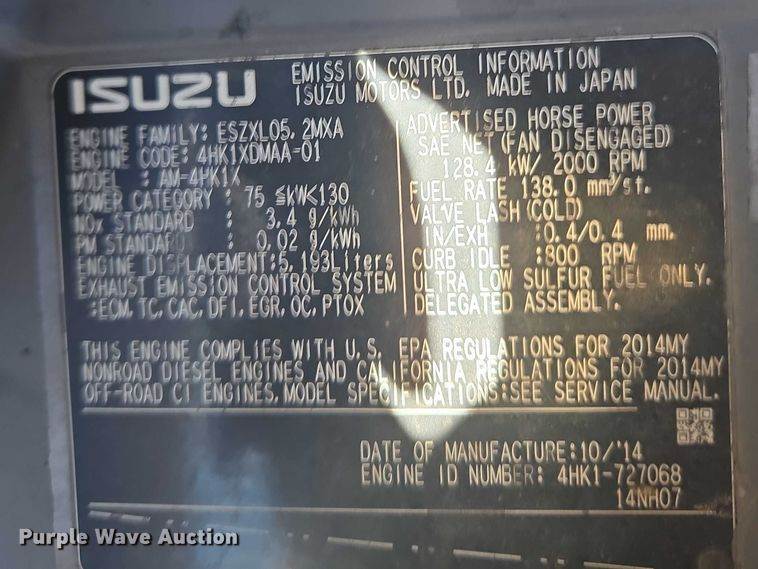 ISUZU
EMISSION CONTROL INFORMATION
ISUZU MOTORS LTD. MADE IN JAPAN
ENGINE FAMILY: ESZXL05.2MXA
ENGINE CODE: 4HK1XDMAA-01
MODEL : AM-4HK1X
POWER CATEGORY : 75 ≦kW<130
NOx STANDARD : 3.4 g/kWh
PM STANDARD : 0.02 g/kWh
ENGINE DISPLACEMENT:5.193Liters
EXHAUST EMISSION CONTROL SYSTEM
:ECM, TC, CAC, DFI, EGR, OC, PTOX
ADVERTISED HORSE POWER
SAE NET(FAN DISENGAGED)
128.4 kW/ 2000 RPM
FUEL RATE 138.0 mm³/st.
VALVE LASH(COLD)
IN/EXH :0.4/0.4 mm.
CURB IDLE :800 RPM
ULTRA LOW SULFUR FUEL ONLY.
DELEGATED ASSEMBLY.
THIS ENGINE COMPLIES WITH U.S. EPA REGULATIONS FOR 2014MY
NONROAD DIESEL ENGINES AND CALIFORNIA REGULATIONS FOR 2014MY
OFF-ROAD CI ENGINES, MODEL SPECIFICATIONS:SEE SERVICE MANUAL.
DATE OF MANUFACTURE:10/'14
ENGINE ID NUMBER: 4HK1-727068
14NH07
Purple Wave Auction